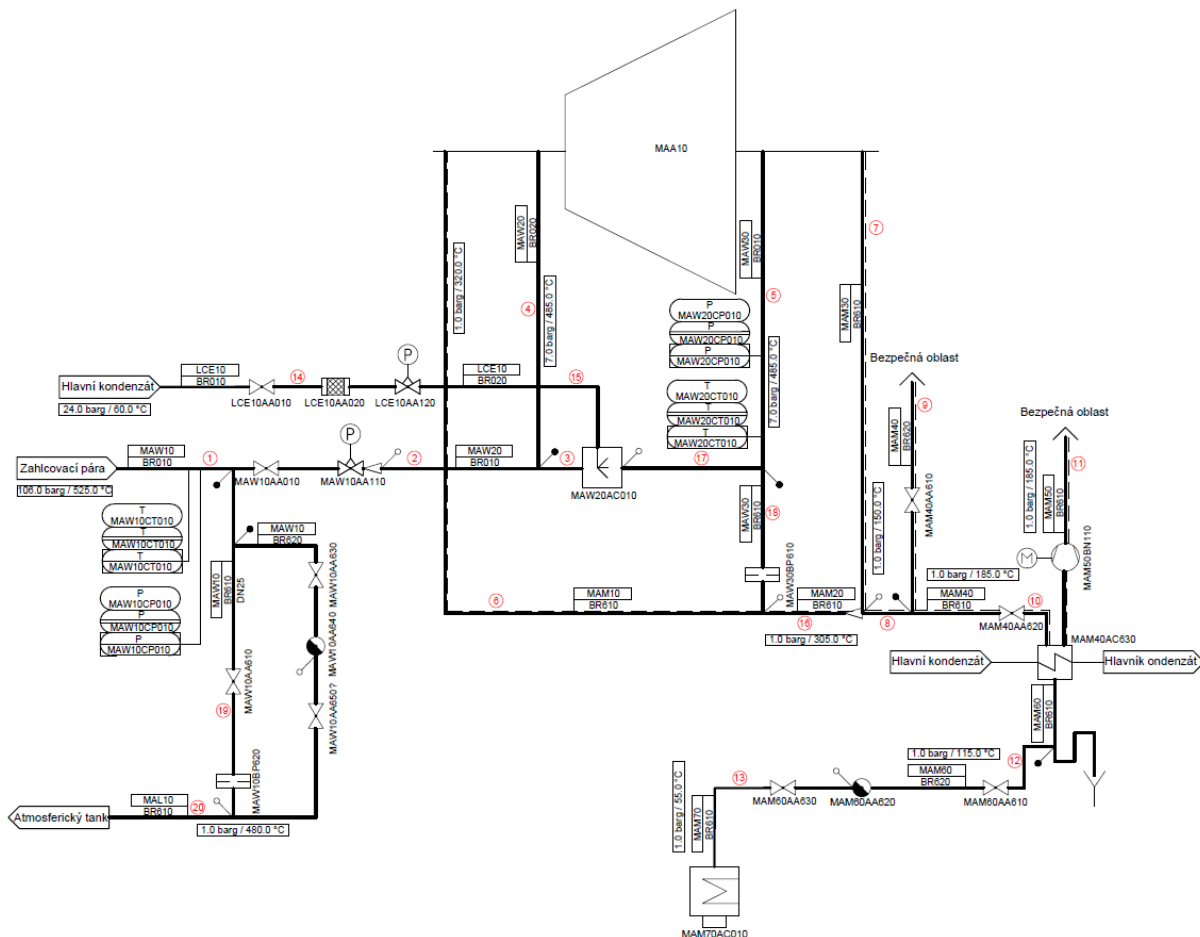 MAA10
MAW20
BR020
MAW30
BR010
7
1.0 barg / 320.0 °C
4
7.0 barg / 485.0 °C
5
MAM30
BR610
P
MAW20CP010
P
MAW20CP010
P
MAW20CP010
7.0 barg / 485.0 °C
T
MAW20CT010
T
MAW20CT010
T
MAW20CT010
Bezpečná oblast
9
MAM40
BR620
MAM40AA610
Bezpečná oblast
11
1.0 barg / 185.0 °C
MAM50
BR610
M
MAM50BN110
P
Hlavní kondenzát
LCE10
BR010
14
LCE10
BR020
15
24.0 barg / 60.0 °C
LCE10AA010
LCE10AA020
LCE10AA120
P
Zahlcovací pára
MAW10
BR010
1
2
MAW20
BR010
3
17
106.0 barg / 525.0 °C
MAW10AA010
MAW10AA110
MAW20AC010
T
MAW10CT010
T
MAW10CT010
T
MAW10CT010
P
MAW10CP010
P
MAW10CP010
P
MAW10CP010
MAW10
BR620
MAW10
BR610
DN25
MAW10AA630
MAW10AA640
MAW10AA650?
MAW10AA610
19
MAW10BP620
MAW30
BR610
18
MAW30BP610
1.0 barg / 150.0 °C
1.0 barg / 185.0 °C
6
MAM10
BR610
16
MAM20
BR610
8
MAM40
BR610
10
1.0 barg / 305.0 °C
MAM40AA620
MAM40AC630
Hlavní kondenzát
Hlavník ondenzát
MAM60
BR610
1.0 barg / 115.0 °C
12
13
MAM60
BR620
MAM60AA630
MAM60AA620
MAM60AA610
1.0 barg / 55.0 °C
MAM70
BR610
MAM70AC010
Atmosferický tank
MAL10
BR610
20
1.0 barg / 480.0 °C